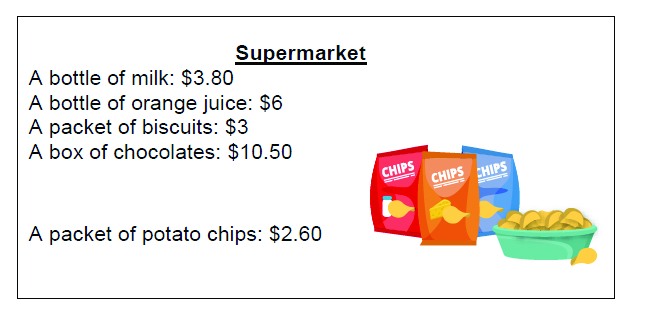 Supermarket
A bottle of milk: $3.80
A bottle of orange juice: $6
A packet of biscuits: $3
A box of chocolates: $10.50
CHIPS CHIPS CHIPS
A packet of potato chips: $2.60